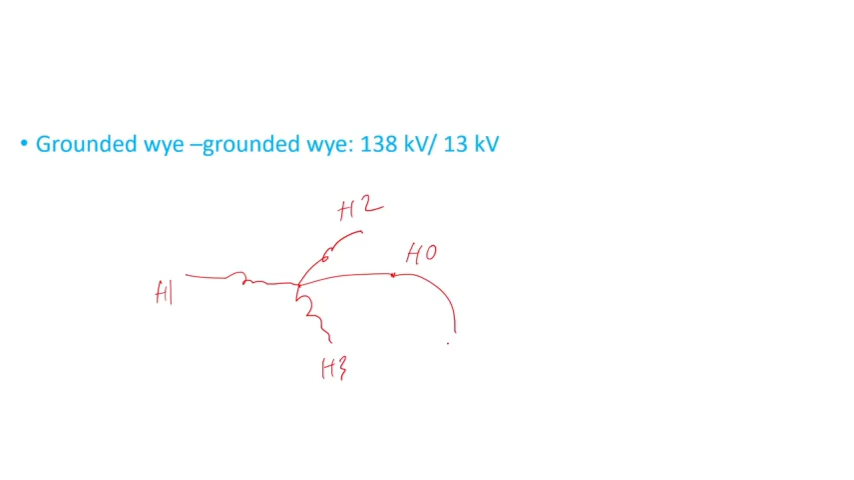 • Grounded wye –grounded wye: 138 kV/ 13 kV
H2
H0
H1
H3